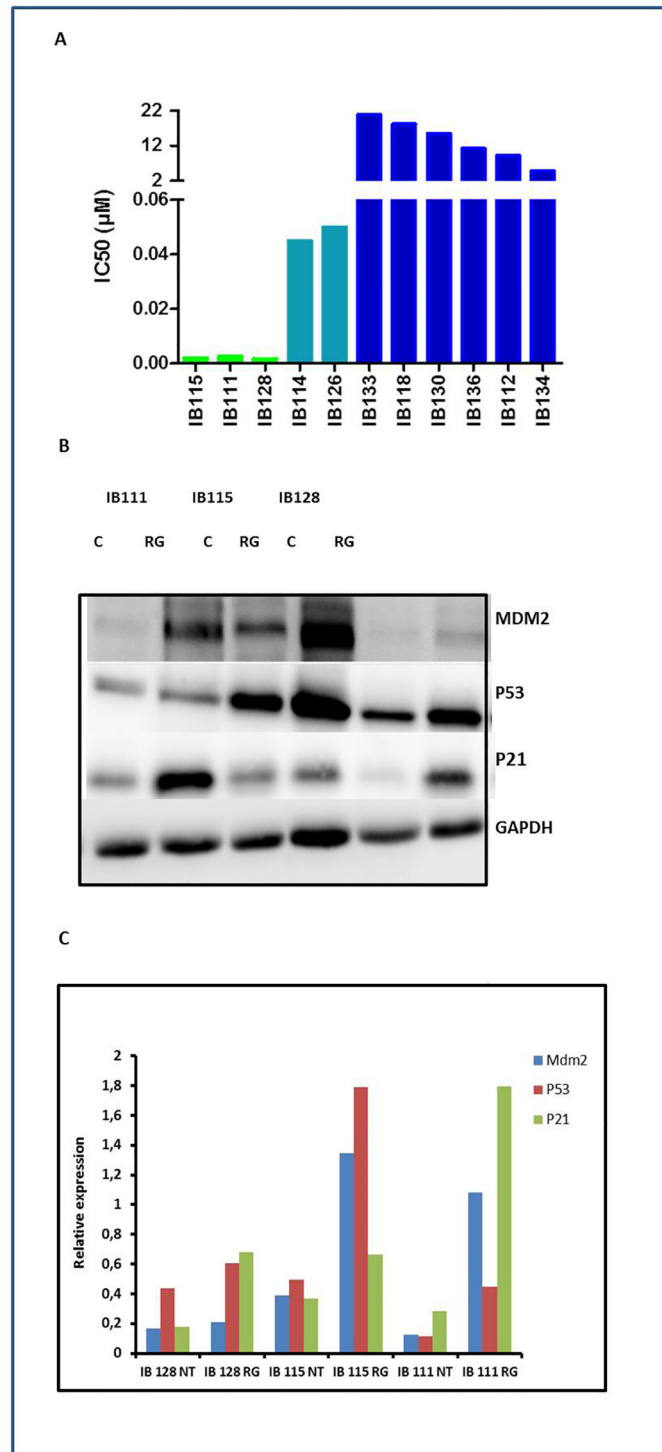 A
22
12
2
0.06
0.04
0.02
0.00
IC50 (µM)
IB115
IB111
IB128
IB114
IB126
IB133
IB118
IB130
IB136
IB112
IB134
B
IB111 IB115 IB128
C RG C RG C RG
MDM2
P53
P21
GAPDH
C
2
1,8
1,6
1,4
1,2
1
0,8
0,6
0,4
0,2
0
Relative expression
Mdm2
P53
P21
IB 128 NT IB 128 RG IB 115 NT IB 115 RG IB 111 NT IB 111 RG